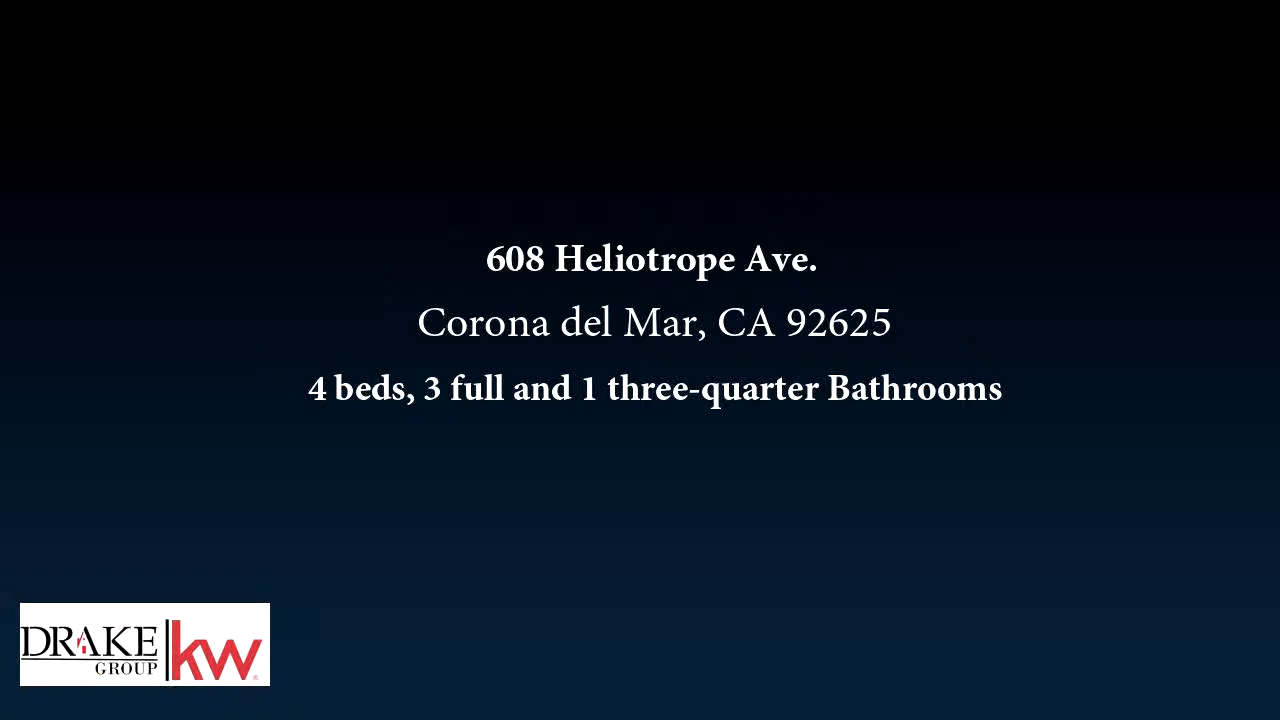 608 Heliotrope Ave.
Corona del Mar, CA 92625
4 beds, 3 full and 1 three-quarter Bathrooms
DRAKE
GROUP
kw